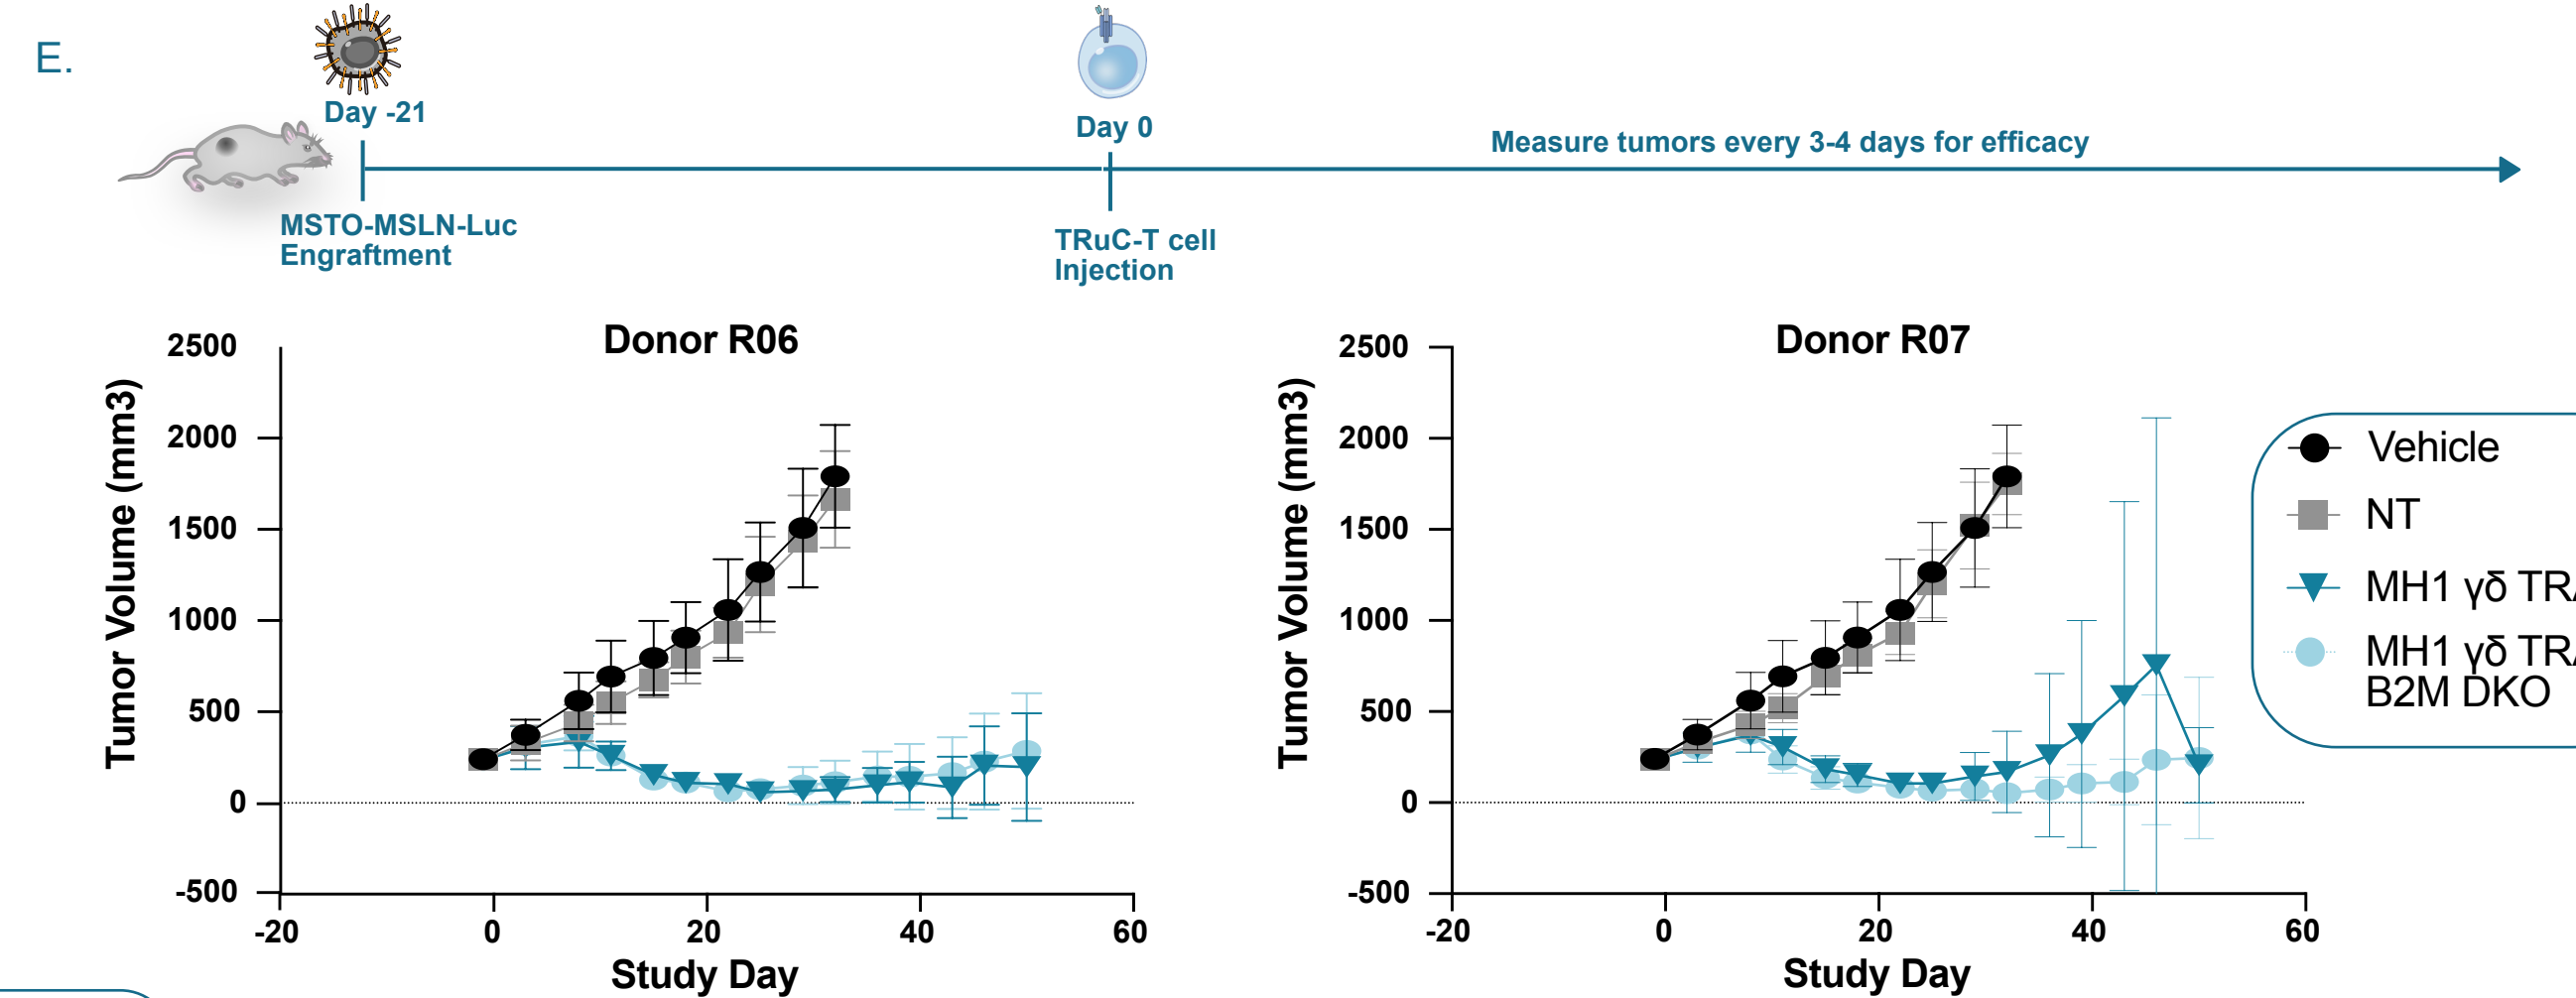 E.
Day -21
Day 0
Measure tumors every 3-4 days for efficacy
MSTO-MSLN-Luc
Engraftment
TRuC-T cell
Injection
Donor R06
Tumor Volume (mm3)
2500
2000
1500
1000
500
0
-500
-20
0
20
40
60
Study Day
Donor R07
Tumor Volume (mm3)
2500
2000
1500
1000
500
0
-500
-20
0
20
40
60
Study Day
Vehicle
NT
MH1 γδ
MH1 γδ
B2M DKO